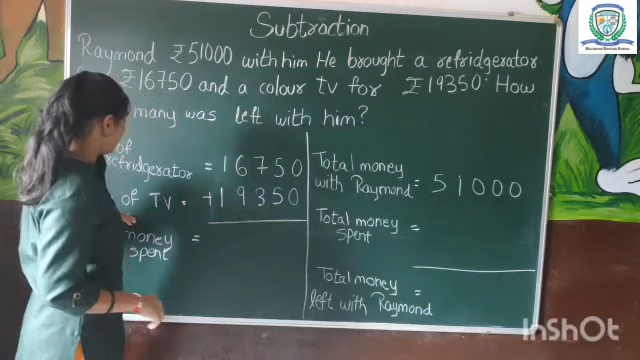 Subtraction
Raymond ₹51000 with him He brought a refridgerator
₹16750 and a colour TV for ₹19350. How
many was left with him?
of
refridgerator = 16750
of TV = +19350
money spent =
Total money with Raymond = 51000
Total money spent =
Total money left with Raymond =
InShOt